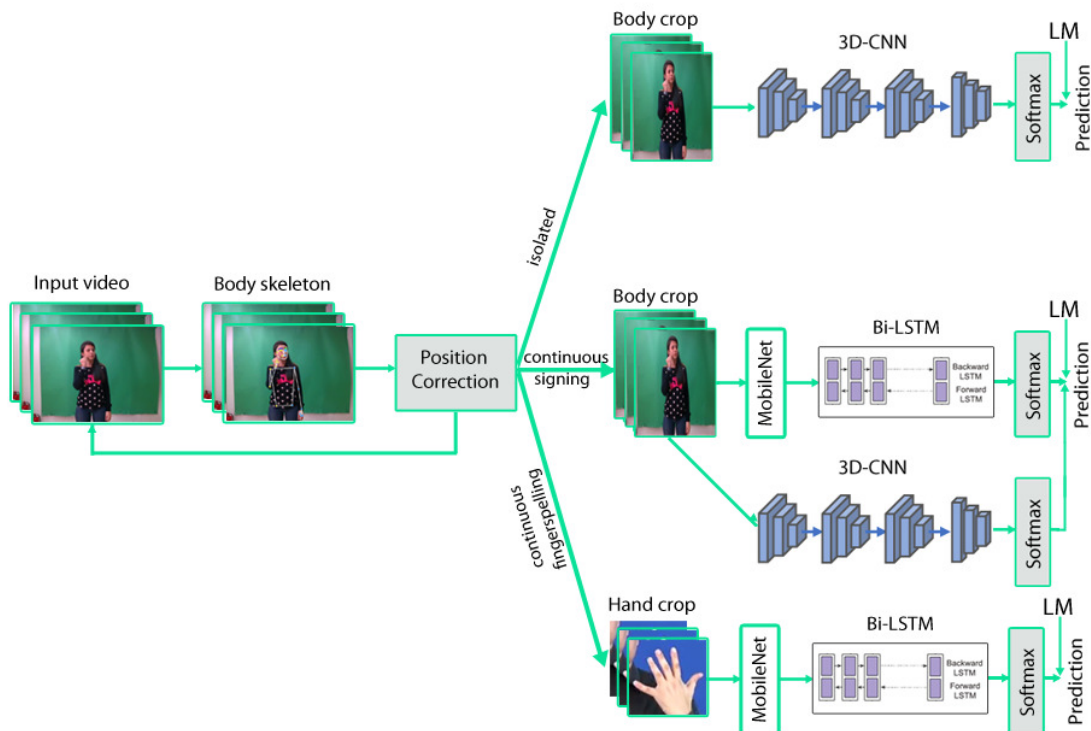 Body crop
3D-CNN
LM
Softmax
Prediction
isolated
Input video
Body skeleton
Position
Correction
continuous
signing
Body crop
MobileNet
Bi-LSTM
Backward
LSTM
Forward
LSTM
Softmax
LM
Prediction
3D-CNN
Softmax
continuous
fingerspelling
Hand crop
MobileNet
Bi-LSTM
Backward
LSTM
Forward
LSTM
Softmax
LM
Prediction